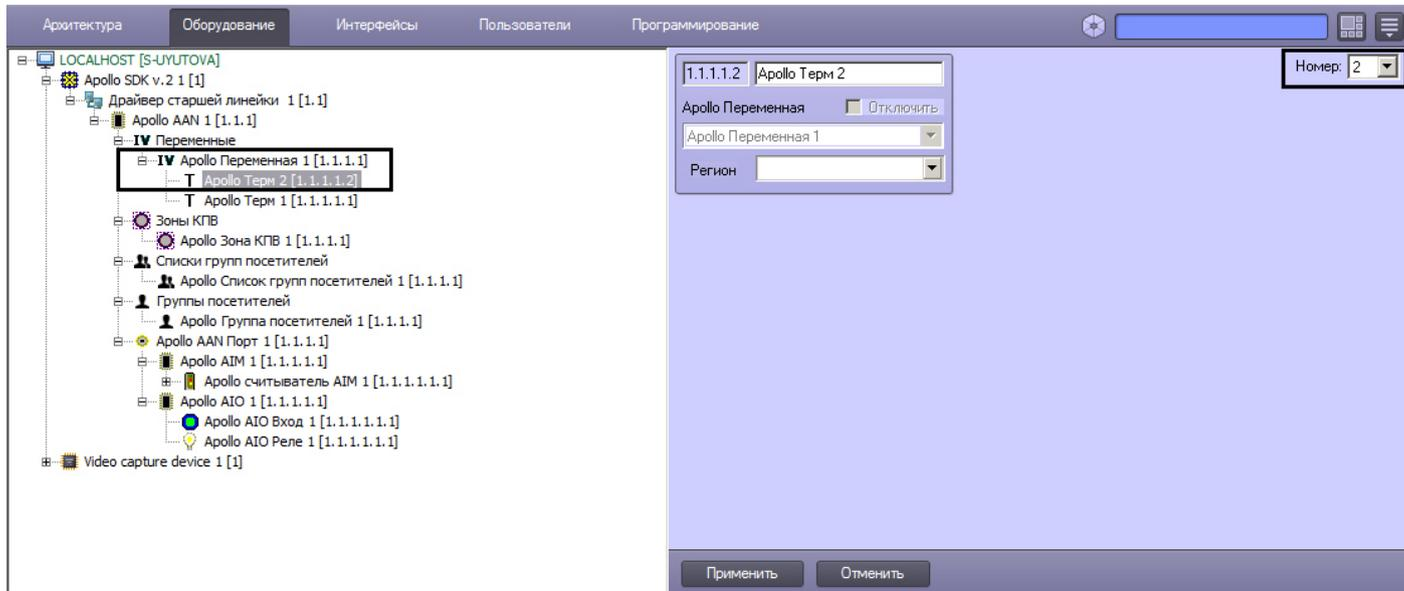 Архитектура Оборудование Интерфейсы Пользователи Программирование
LOCALHOST [S-UYUTOVA]
Apollo SDK v.2 1 [1]
Драйвер старшей линейки 1 [1.1]
Apollo AAN 1 [1.1.1]
IV Переменные
IV Apollo Переменная 1 [1.1.1.1]
T Apollo Терм 2 [1.1.1.1.2]
T Apollo Терм 1 [1.1.1.1.1]
Зоны КПВ
Apollo Зона КПВ 1 [1.1.1.1]
Списки групп посетителей
Apollo Список групп посетителей 1 [1.1.1.1]
Группы посетителей
Apollo Группа посетителей 1 [1.1.1.1]
Apollo AAN Порт 1 [1.1.1.1]
Apollo AIM 1 [1.1.1.1.1]
Apollo считыватель AIM 1 [1.1.1.1.1.1]
Apollo AIO 1 [1.1.1.1.1]
Apollo AIO Вход 1 [1.1.1.1.1.1]
Apollo AIO Реле 1 [1.1.1.1.1.1]
Video capture device 1 [1]
1.1.1.1.2 Apollo Терм 2
Apollo Переменная Отключить
Apollo Переменная 1
Регион
Номер: 2
Применить Отменить